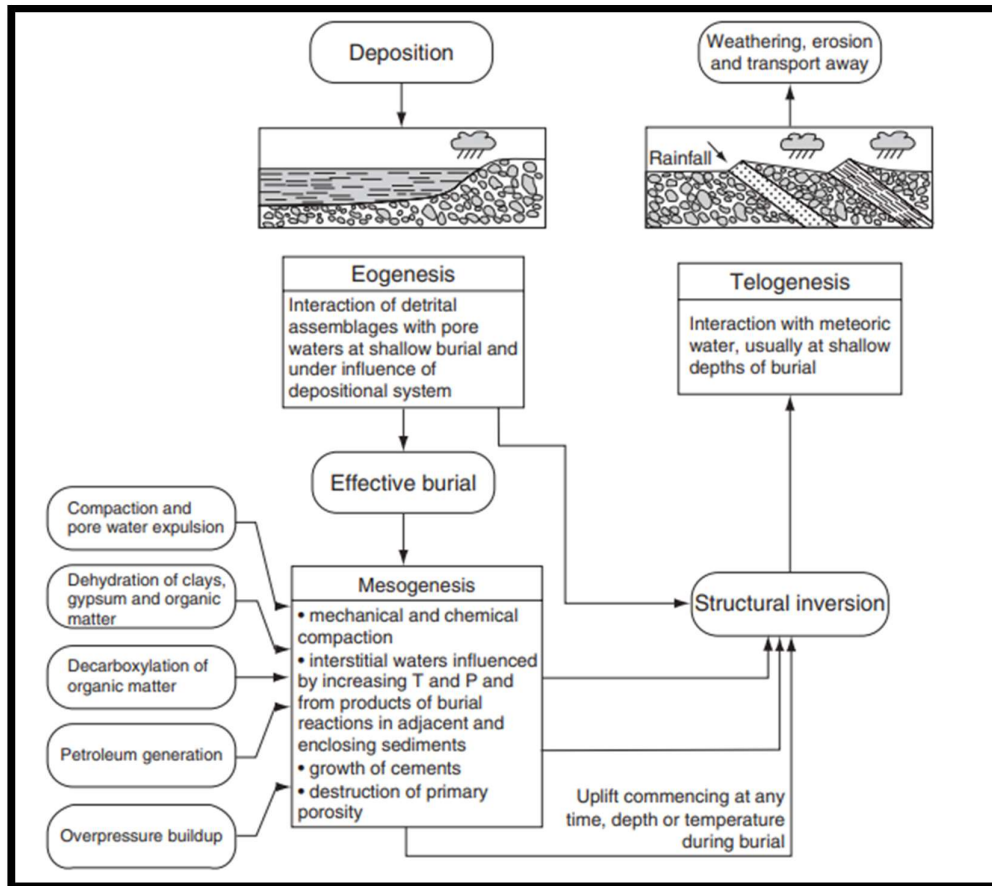 Deposition
Weathering, erosion
and transport away
Rainfall
Eogenesis
Interaction of detrital
assemblages with pore
waters at shallow burial and
under influence of
depositional system
Telogenesis
Interaction with meteoric
water, usually at shallow
depths of burial
Effective burial
Compaction and
pore water expulsion
Dehydration of clays,
gypsum and organic
matter
Decarboxylation of
organic matter
Petroleum generation
Overpressure buildup
Mesogenesis
• mechanical and chemical
compaction
• interstitial waters influenced
by increasing T and P and
from products of burial
reactions in adjacent and
enclosing sediments
• growth of cements
• destruction of primary
porosity
Structural inversion
Uplift commencing at any
time, depth or temperature
during burial